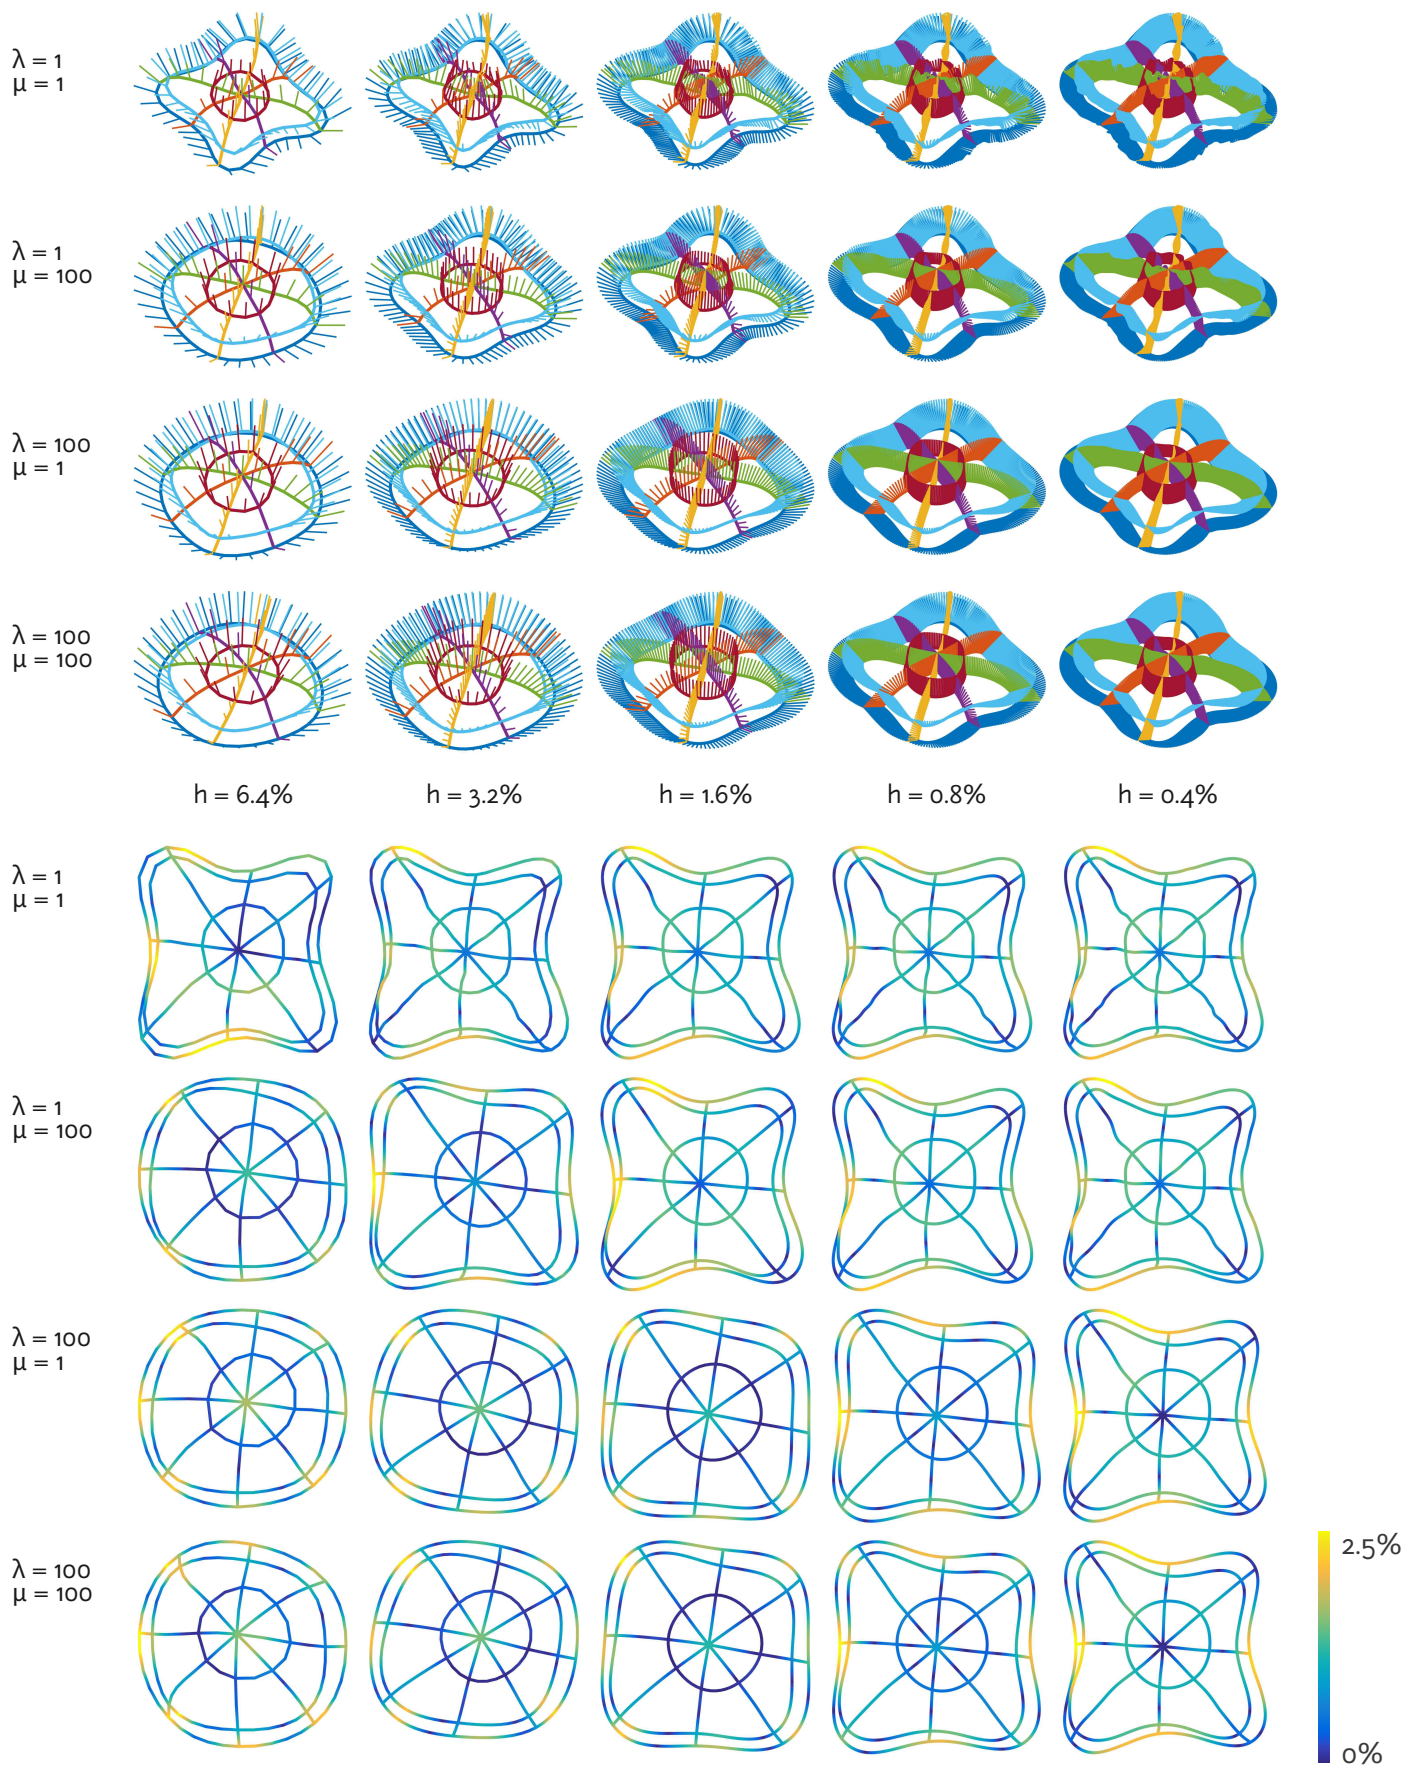 λ = 1
μ = 1
λ = 1
μ = 100
λ = 100
μ = 1
λ = 100
μ = 100
h = 6.4%
h = 3.2%
h = 1.6%
h = 0.8%
h = 0.4%
λ = 1
μ = 1
λ = 1
μ = 100
λ = 100
μ = 1
λ = 100
μ = 100
2.5%
0%